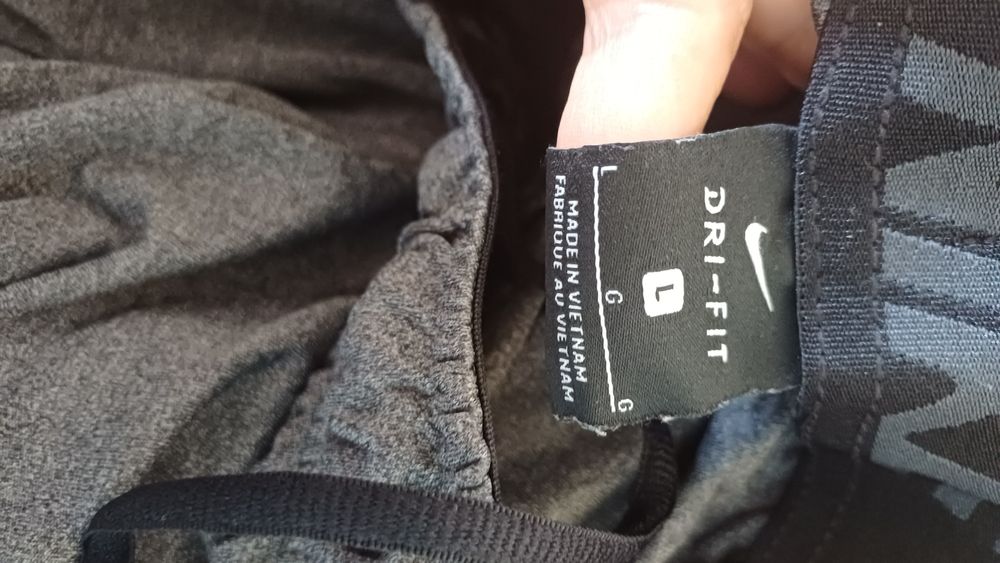 DRI-FIT
L
L G G
MADE IN VIETNAM
FABRIQUE AU VIETNAM